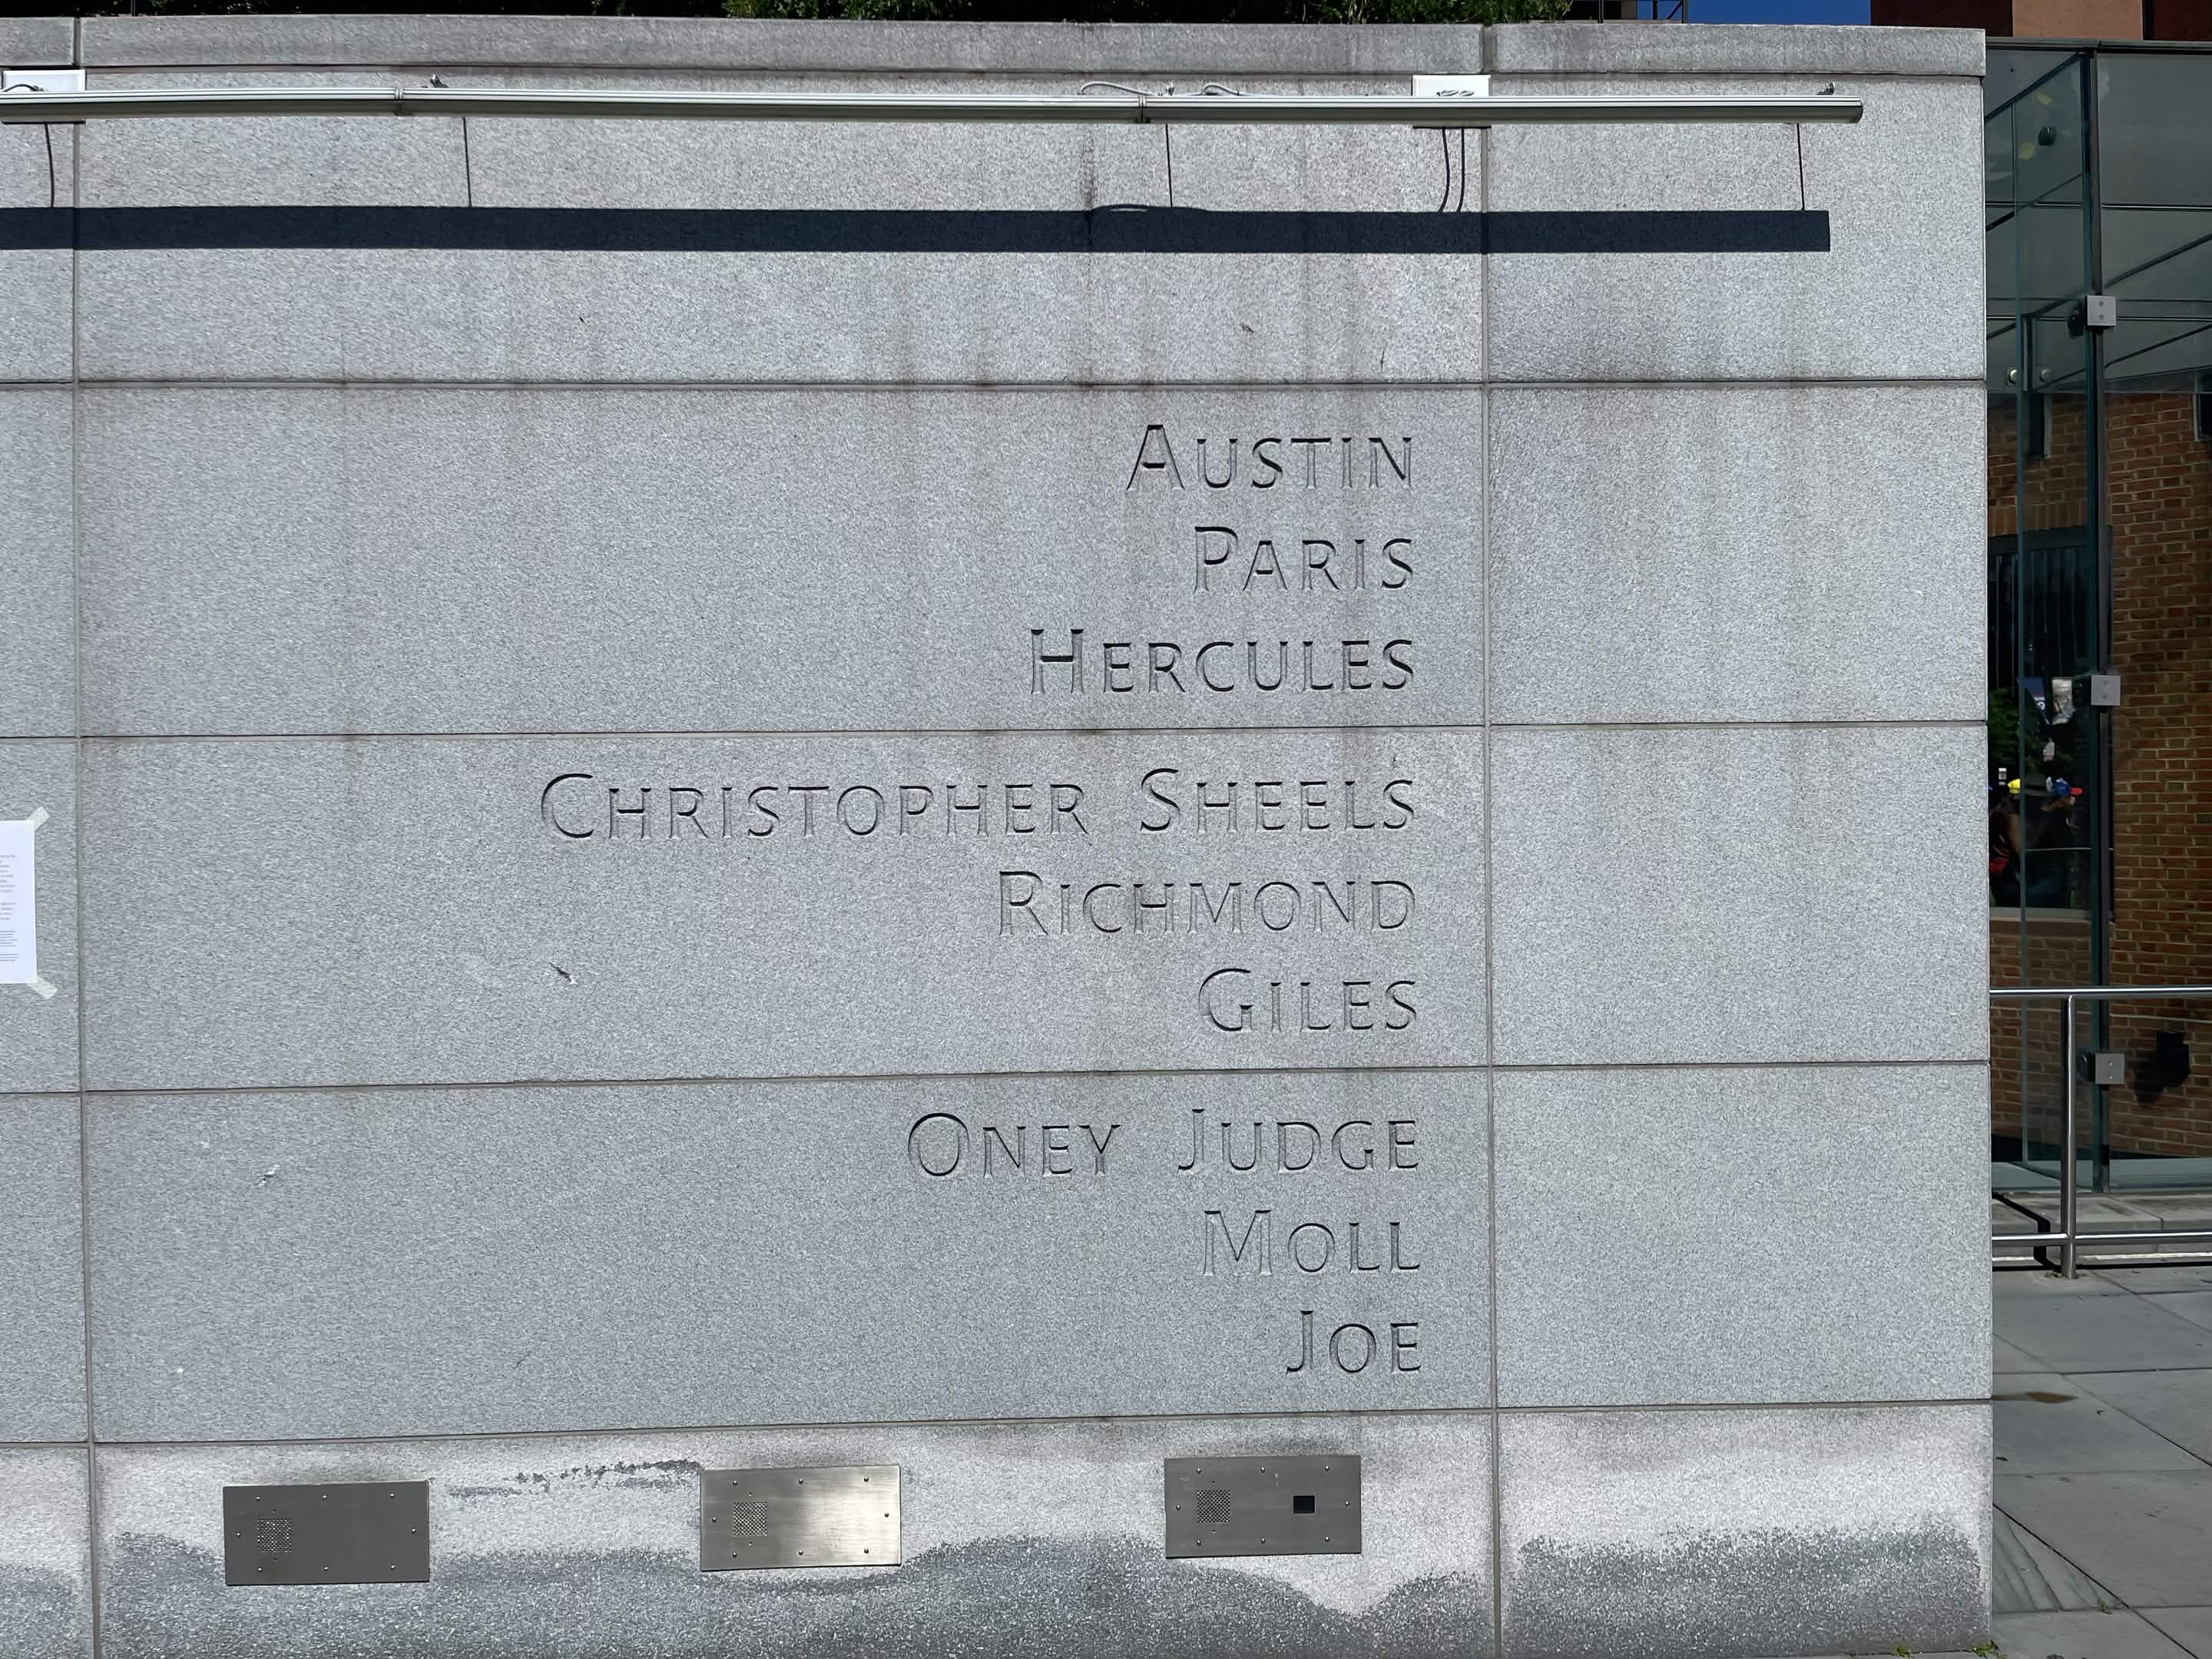 AUSTIN
PARIS
HERCULES
CHRISTOPHER SHEELS
RICHMOND
GILES
ONEY JUDGE
MOLL
JOE